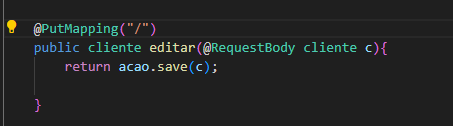 @PutMapping("/")
public cliente editar(@RequestBody cliente c){
return acao.save(c);
}